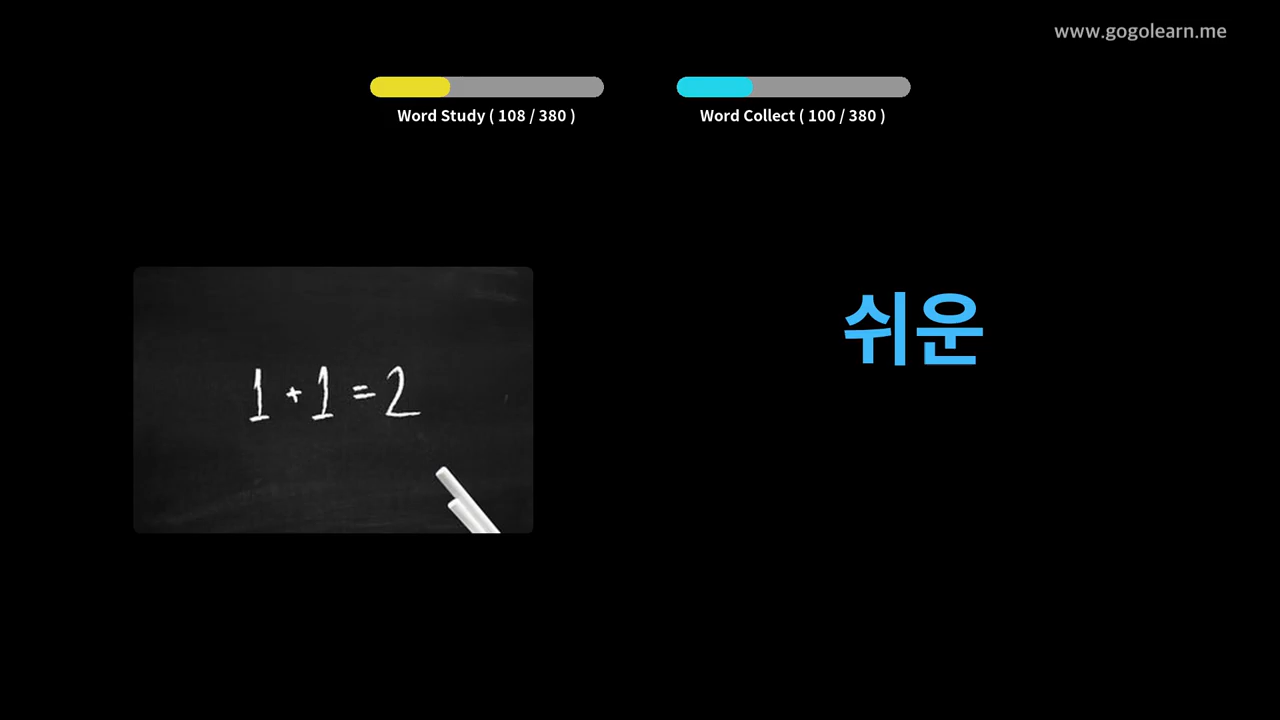 www.gogolearn.me
Word Study ( 108 / 380 )
Word Collect ( 100 / 380 )
1 + 1 = 2
쉬운